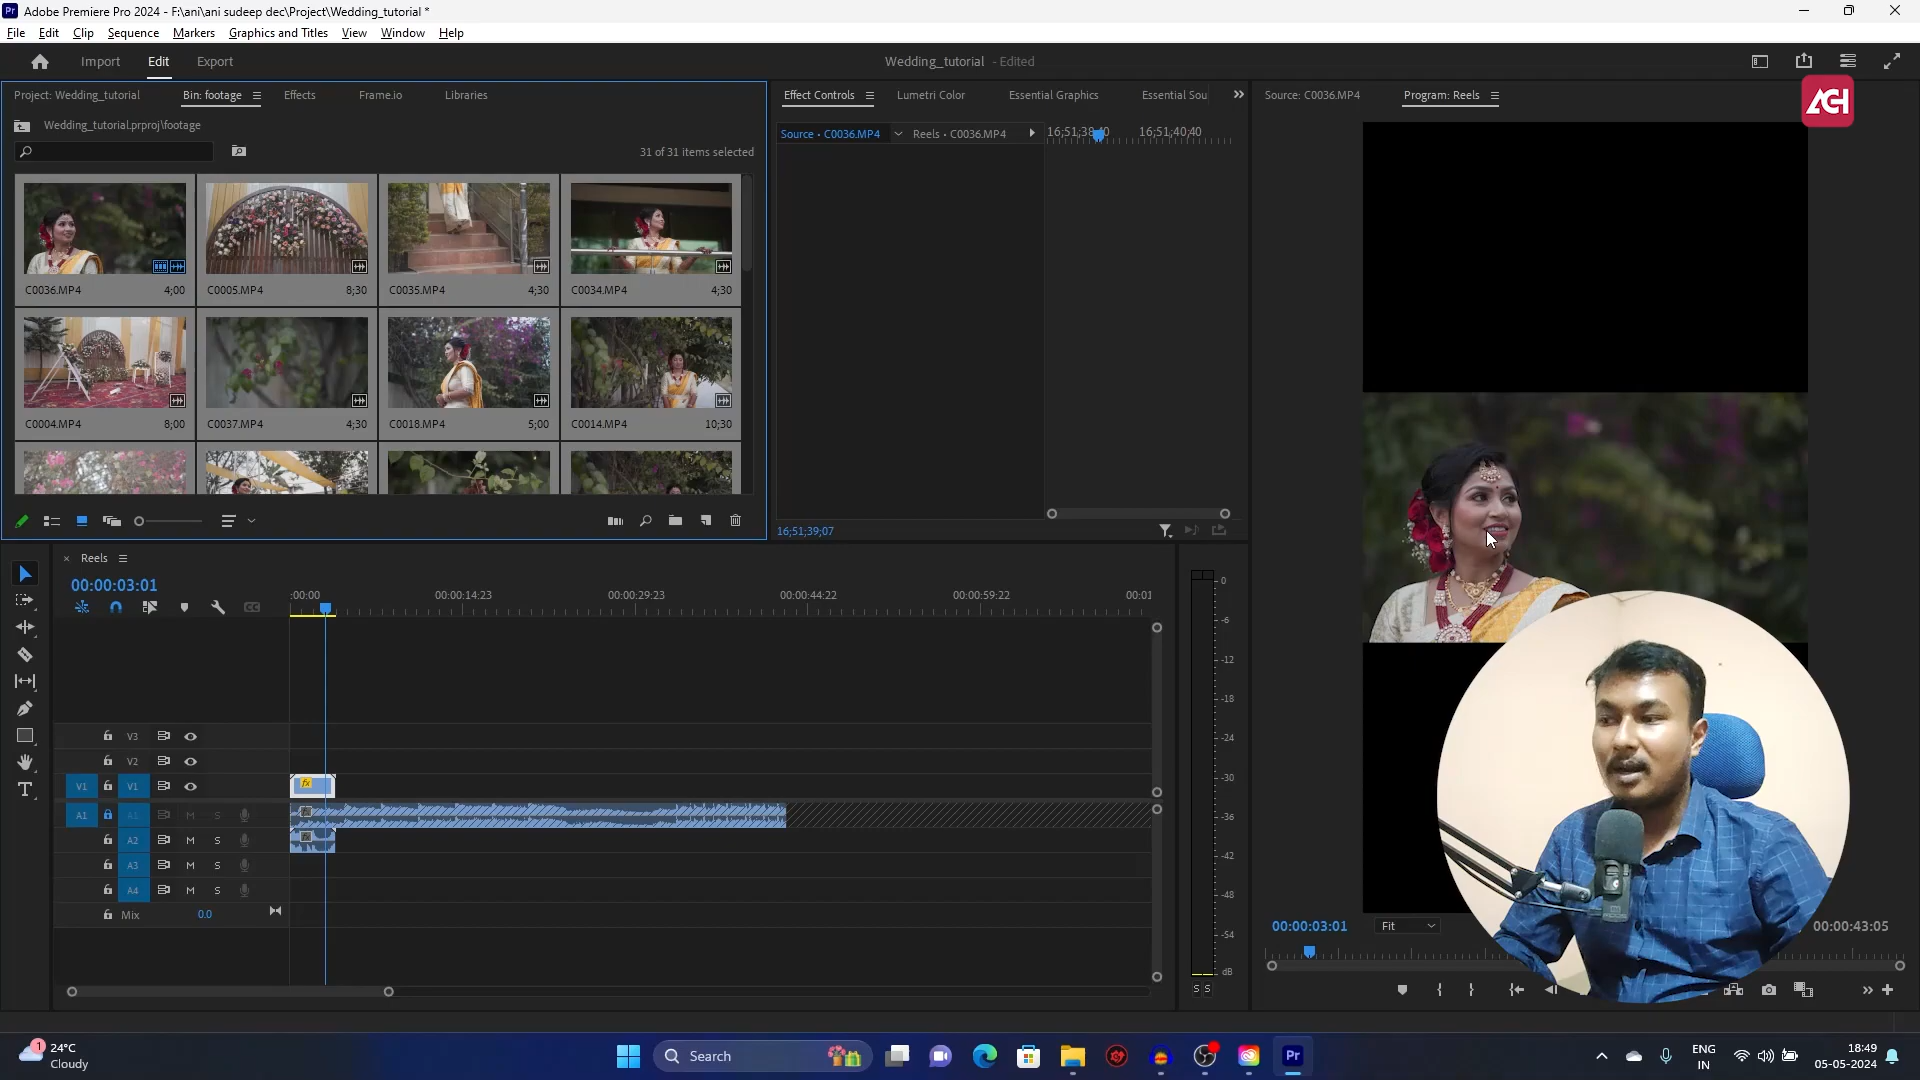 Adobe Premiere Pro 2024 - F:\ani\ani sudeep dec\Project\Wedding_tutorial *
File Edit Clip Sequence Markers Graphics and Titles View Window Help
Import Edit Export
Wedding_tutorial - Edited
ACI
Project: Wedding_tutorial Bin: footage Effects Frame.io Libraries
Effect Controls Lumetri Color Essential Graphics Essential Sou
Source: C0036.MP4 Program: Reels
Wedding_tutorial.prproj\footage
31 of 31 items selected
Source • C0036.MP4 Reels • C0036.MP4
16;51;40;40
C0036.MP4 4;00 C0005.MP4 8;30 C0035.MP4 4;30 C0034.MP4 4;30
C0004.MP4 8;00 C0037.MP4 4;30 C0018.MP4 5;00 C0014.MP4 10;30
16;51;39;07
Reels
00:00:03:01
:00:00 00:00:14:23 00:00:29:23 00:00:44:22 00:00:59:22 00:01
V3
V2
V1 V1
fx
A1 A1 M S
A2 M S
A3 M S
A4 M S
Mix 0.0
0
-6
-12
-18
-24
-30
-36
-42
-48
-54
dB
S S
00:00:03:01 Fit 00:00:43:05
1
24°C
Cloudy
Search
Pr
ENG
IN
18:49
05-05-2024